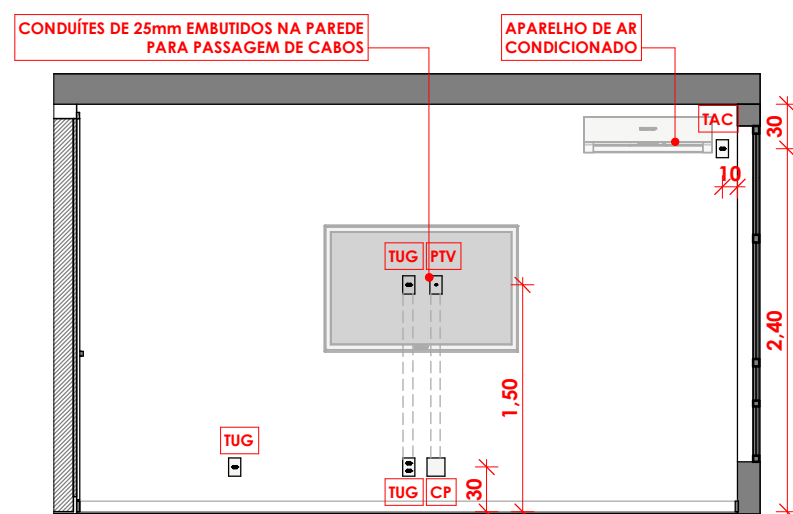 CONDUÍTES DE 25mm EMBUTIDOS NA PAREDE
PARA PASSAGEM DE CABOS
APARELHO DE AR
CONDICIONADO
TAC
30
10
TUG PTV
2,40
1,50
TUG
TUG CP
30